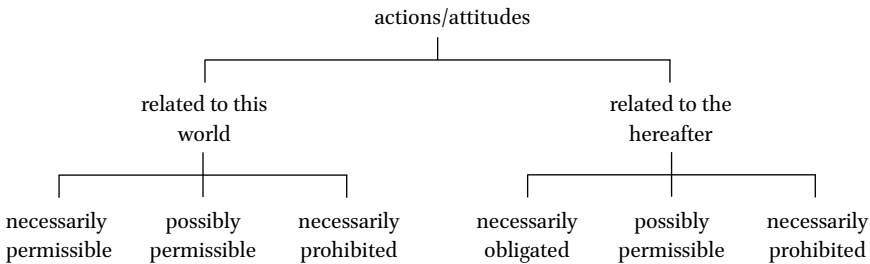 actions/attitudes
related to this
world
related to the
hereafter
necessarily
permissible
possibly
permissible
necessarily
prohibited
necessarily
obligated
possibly
permissible
necessarily
prohibited